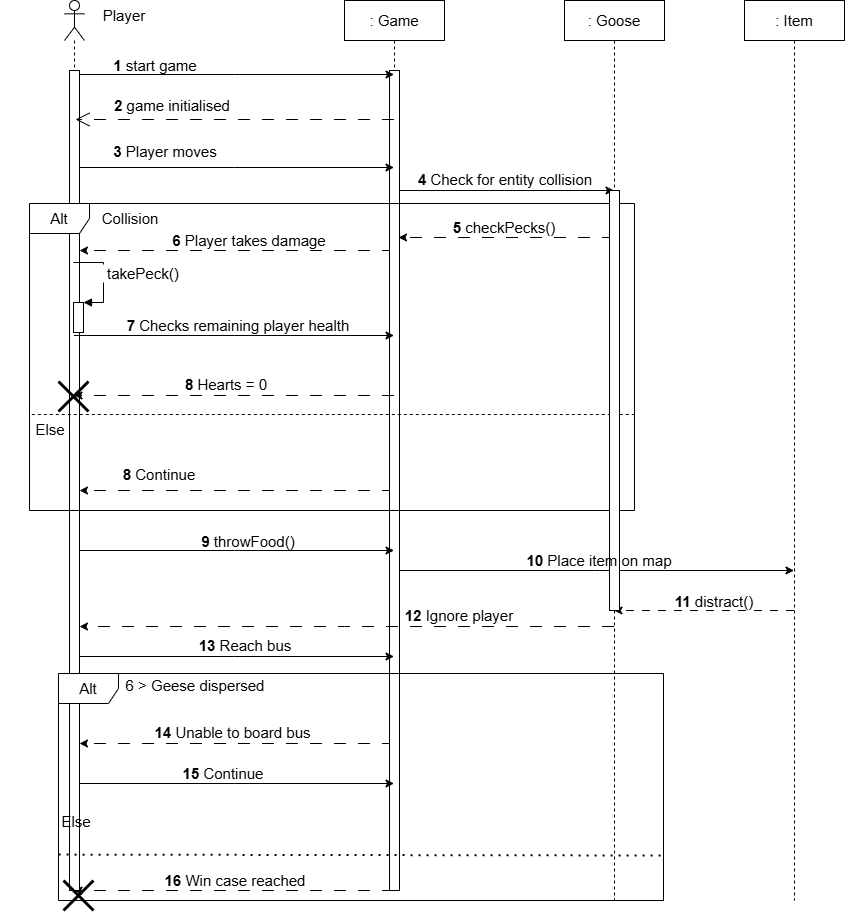 Player
: Game
: Goose
: Item
1 start game
2 game initialised
3 Player moves
4 Check for entity collision
Alt
Collision
5 checkPecks()
6 Player takes damage
takePeck()
7 Checks remaining player health
8 Hearts = 0
Else
8 Continue
9 throwFood()
10 Place item on map
11 distract()
12 Ignore player
13 Reach bus
Alt
6 > Geese dispersed
14 Unable to board bus
15 Continue
Else
16 Win case reached